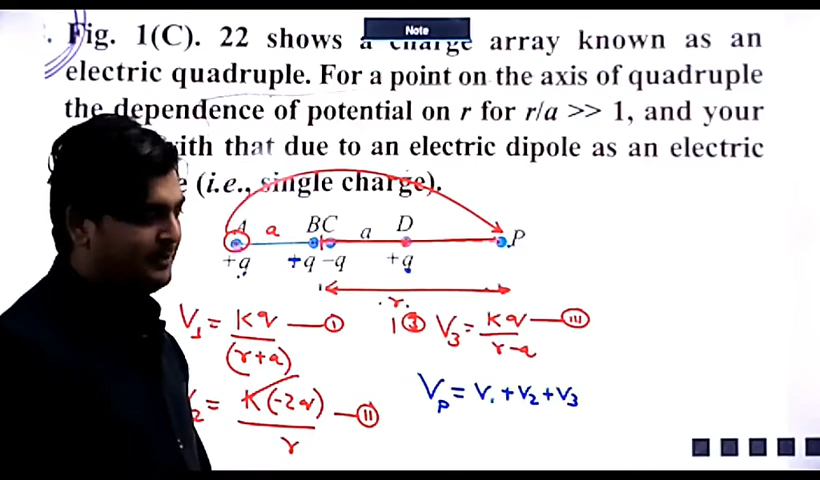 Note
. Fig. 1(C). 22 shows a charge array known as an
electric quadruple. For a point on the axis of quadruple
the dependence of potential on r for r/a >> 1, and your
ith that due to an electric dipole as an electric
e (i.e., single charge).
A a BC a D P
+q +q -q +q
r.
V₁ = Kq/(r+a) — I
I③ V₃ = Kq/r-a — III
₂ = K(-2q)/r — II
Vₚ = V₁ + V₂ + V₃